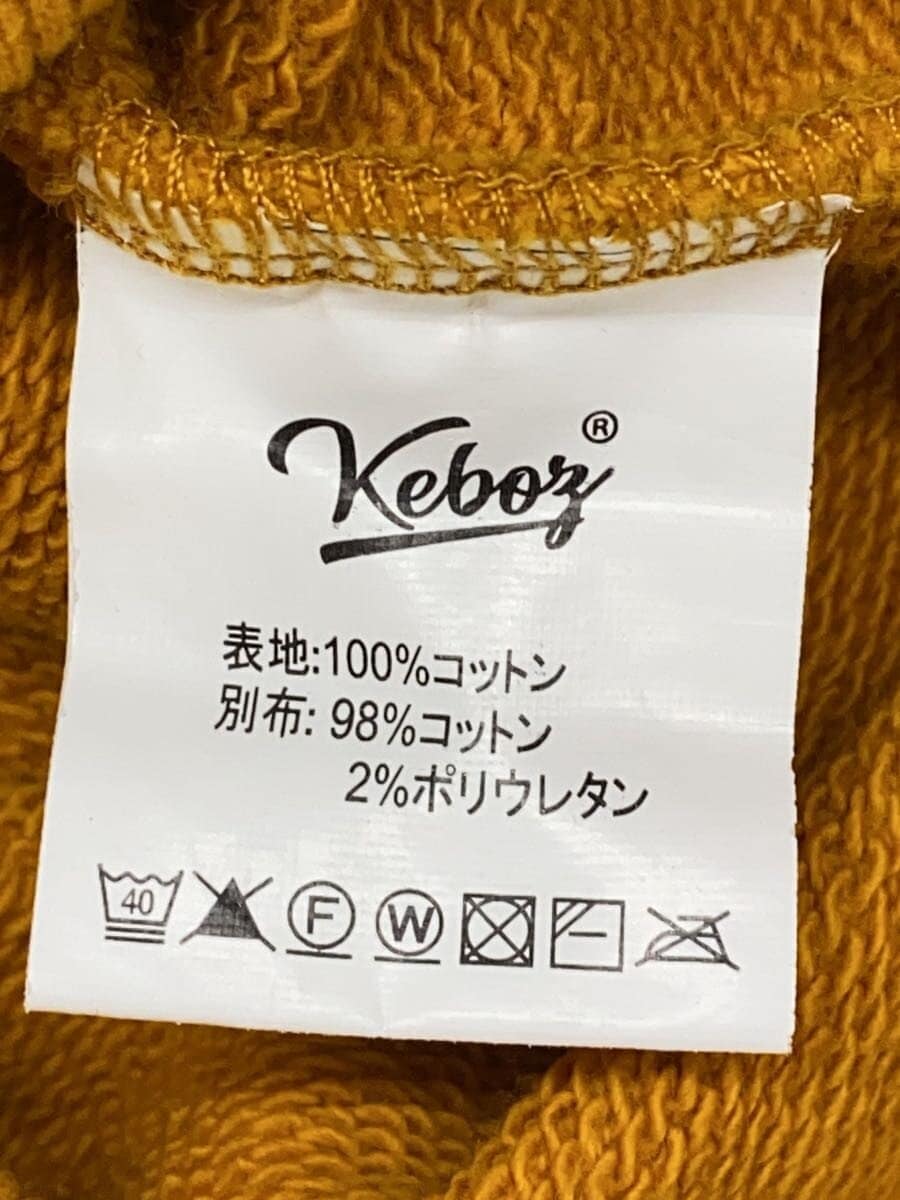 Keboz®
表地:100%コットン
別布: 98%コットン
2%ポリウレタン
40 F W